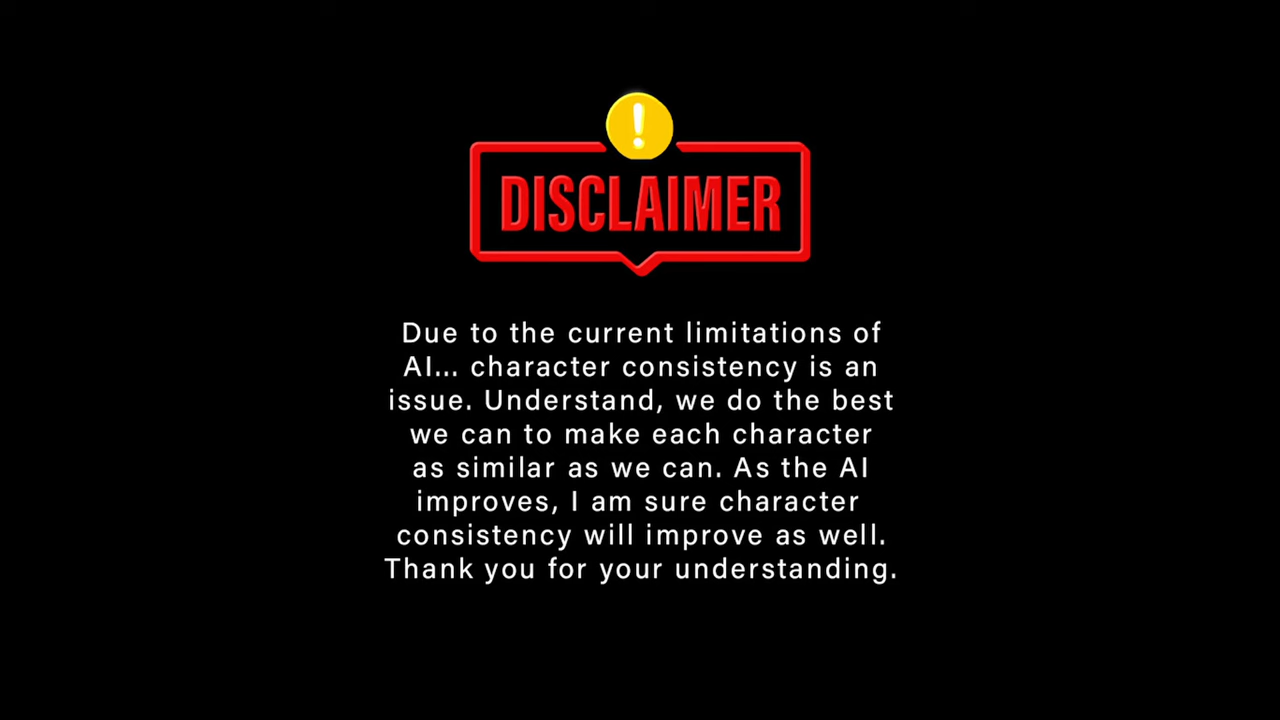 !
DISCLAIMER
Due to the current limitations of
AI... character consistency is an
issue. Understand, we do the best
we can to make each character
as similar as we can. As the AI
improves, I am sure character
consistency will improve as well.
Thank you for your understanding.